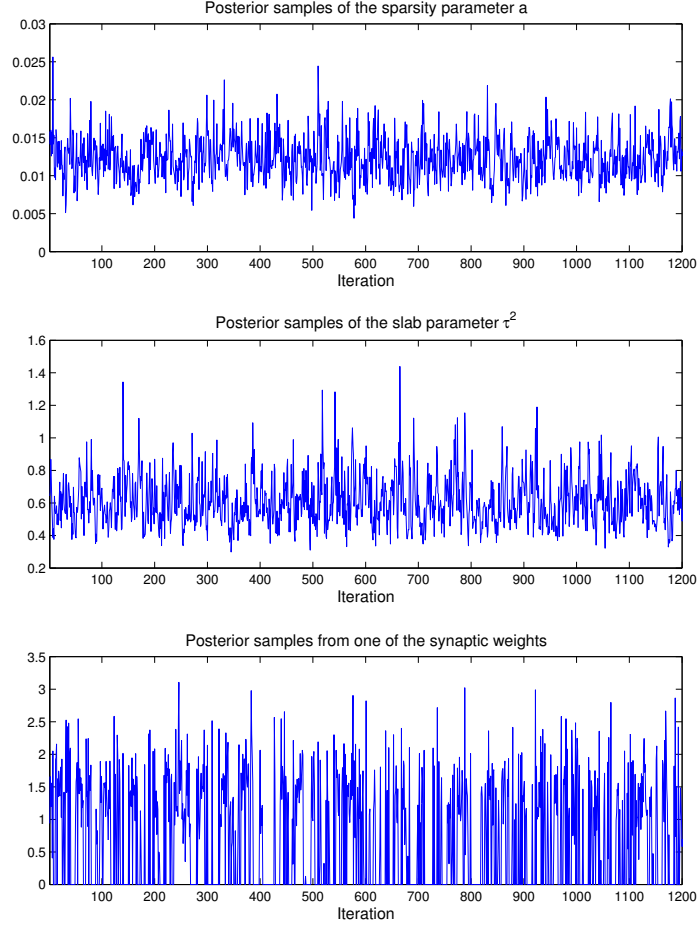 Posterior samples of the sparsity parameter a
0.03
0.025
0.02
0.015
0.01
0.005
0
100 200 300 400 500 600 700 800 900 1000 1100 1200
Iteration
Posterior samples of the slab parameter τ²
1.6
1.4
1.2
1
0.8
0.6
0.4
0.2
100 200 300 400 500 600 700 800 900 1000 1100 1200
Iteration
Posterior samples from one of the synaptic weights
3.5
3
2.5
2
1.5
1
0.5
0
100 200 300 400 500 600 700 800 900 1000 1100 1200
Iteration